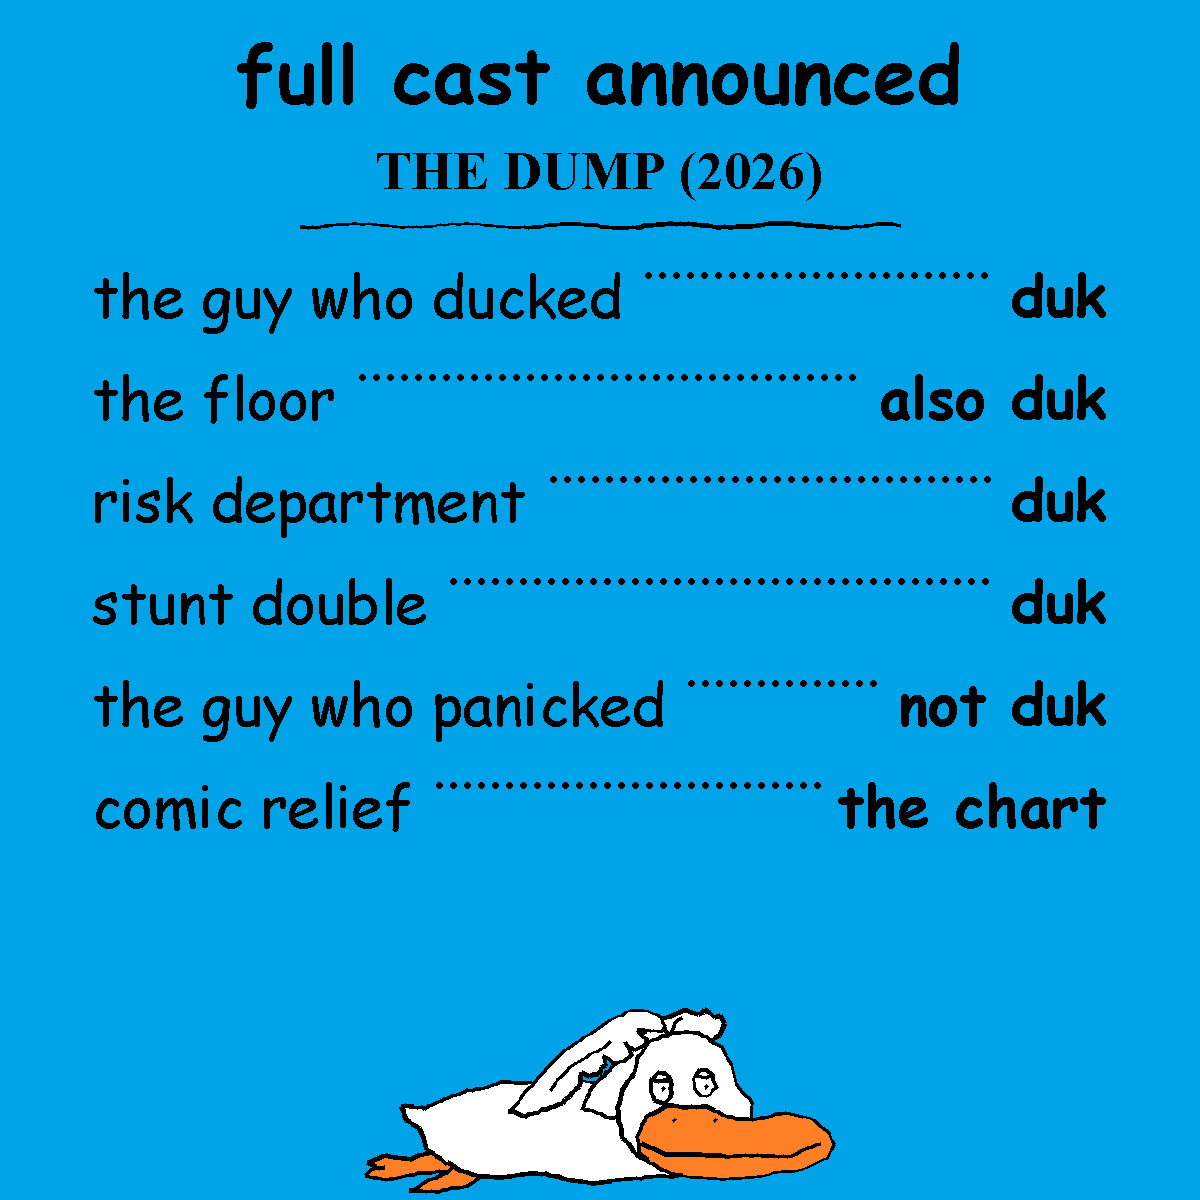 full cast announced
THE DUMP (2026)
the guy who ducked ......................... duk
the floor .................................... also duk
risk department ................................ duk
stunt double ....................................... duk
the guy who panicked .............. not duk
comic relief ............................ the chart